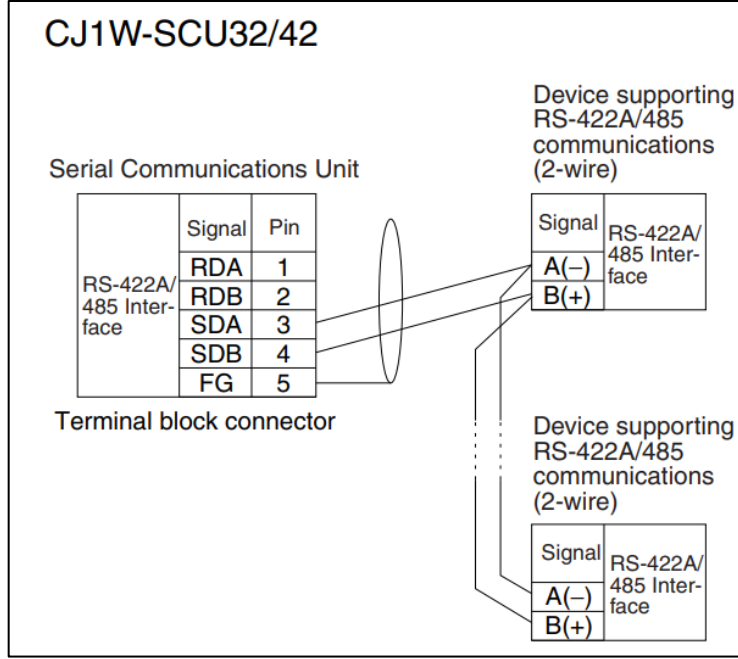 CJ1W-SCU32/42
Device supporting
RS-422A/485
communications
(2-wire)
Serial Communications Unit
Signal Pin
RS-422A/
485 Inter-
face
RDA 1
RDB 2
SDA 3
SDB 4
FG 5
Terminal block connector
Signal
RS-422A/
485 Inter-
face
A(−)
B(+)
Device supporting
RS-422A/485
communications
(2-wire)
Signal
RS-422A/
485 Inter-
face
A(−)
B(+)